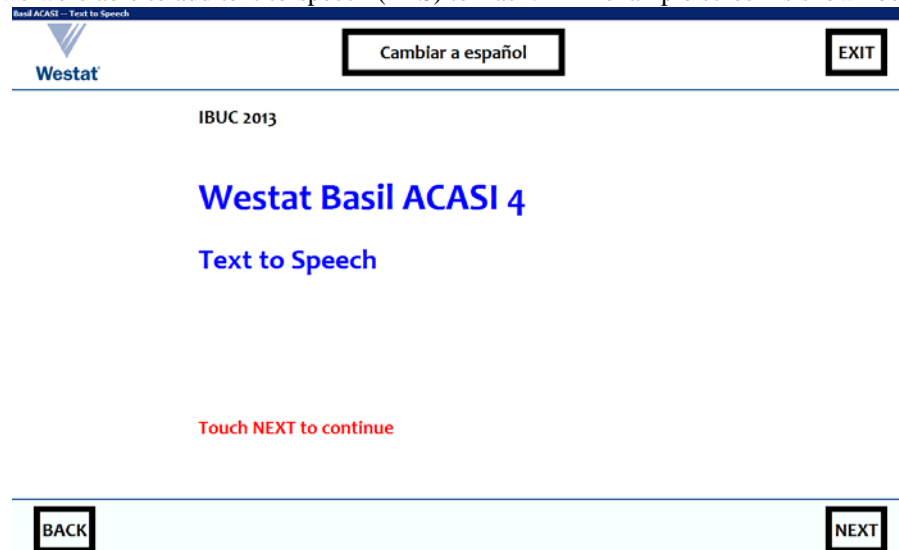 Basil ACASI -- Text to Speech
Westat
Cambiar a español
EXIT
IBUC 2013
Westat Basil ACASI 4
Text to Speech
Touch NEXT to continue
BACK
NEXT